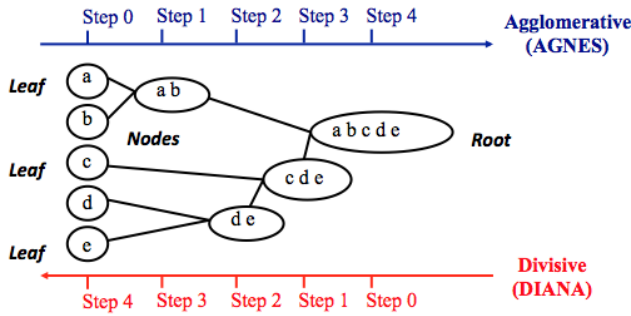 Step 0 Step 1 Step 2 Step 3 Step 4
Agglomerative
(AGNES)
Leaf a
a b
b
Nodes
a b c d e
Root
Leaf c
c d e
d
d e
Leaf e
Divisive
(DIANA)
Step 4 Step 3 Step 2 Step 1 Step 0